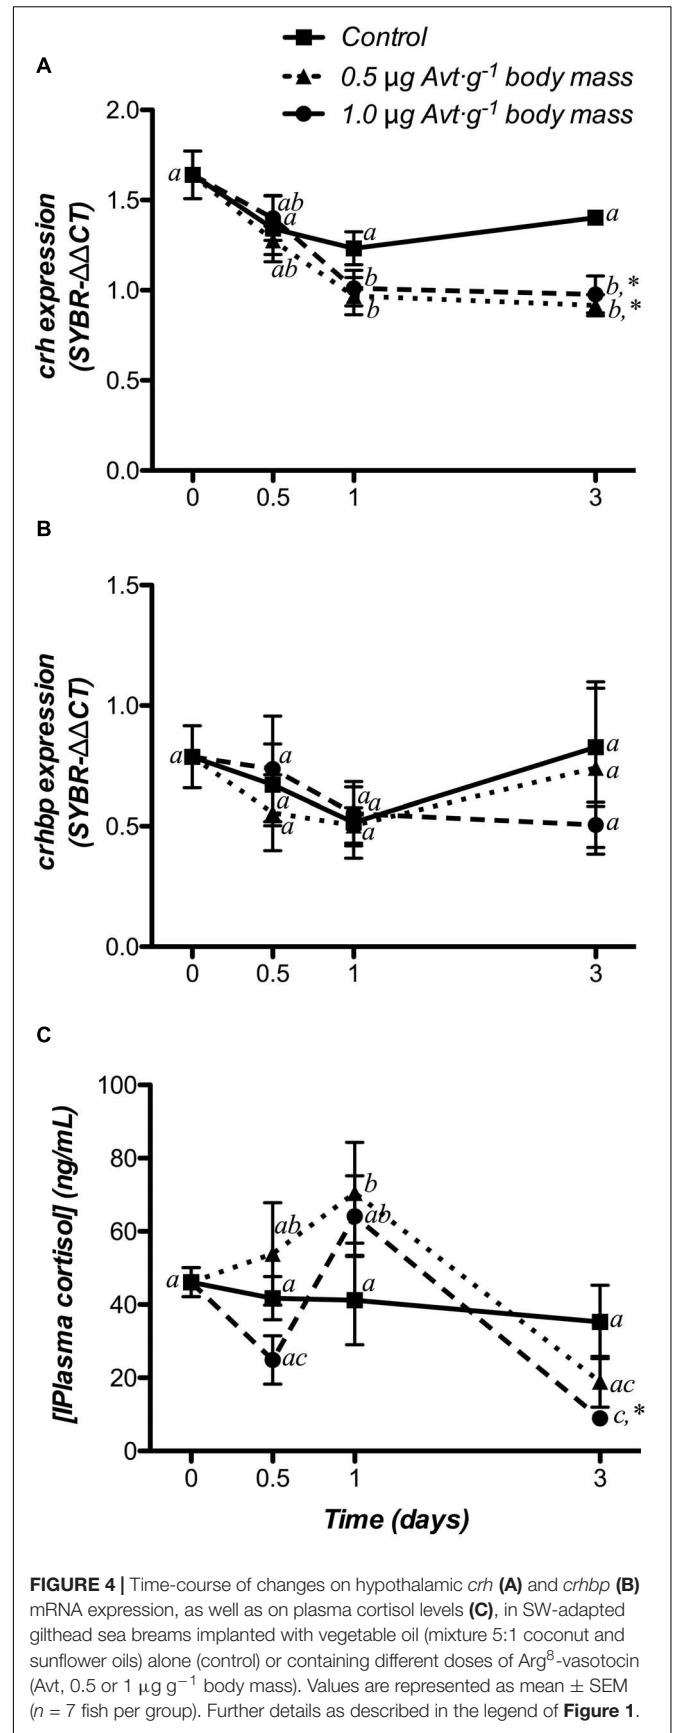 A
Control
0.5 µg Avt·g-1 body mass
1.0 µg Avt·g-1 body mass
crh expression
(SYBR-ΔΔCT)
2.0
1.5
1.0
0.5
0.0
a
ab
a
ab
a
b
b
a
b,*
b,*
0
0.5
1
3
B
crhbp expression
(SYBR-ΔΔCT)
1.5
1.0
0.5
0.0
a
a
a
a
a
a
a
a
a
a
0
0.5
1
3
C
[lPlasma cortisol] (ng/mL)
100
80
60
40
20
0
a
ab
a
ac
b
ab
a
a
ac
c,*
0
0.5
1
3
Time (days)
FIGURE 4 | Time-course of changes on hypothalamic crh (A) and crhbp (B)
mRNA expression, as well as on plasma cortisol levels (C), in SW-adapted
gilthead sea breams implanted with vegetable oil (mixture 5:1 coconut and
sunflower oils) alone (control) or containing different doses of Arg8-vasotocin
(Avt, 0.5 or 1 µg g−1 body mass). Values are represented as mean ± SEM
(n = 7 fish per group). Further details as described in the legend of Figure 1.